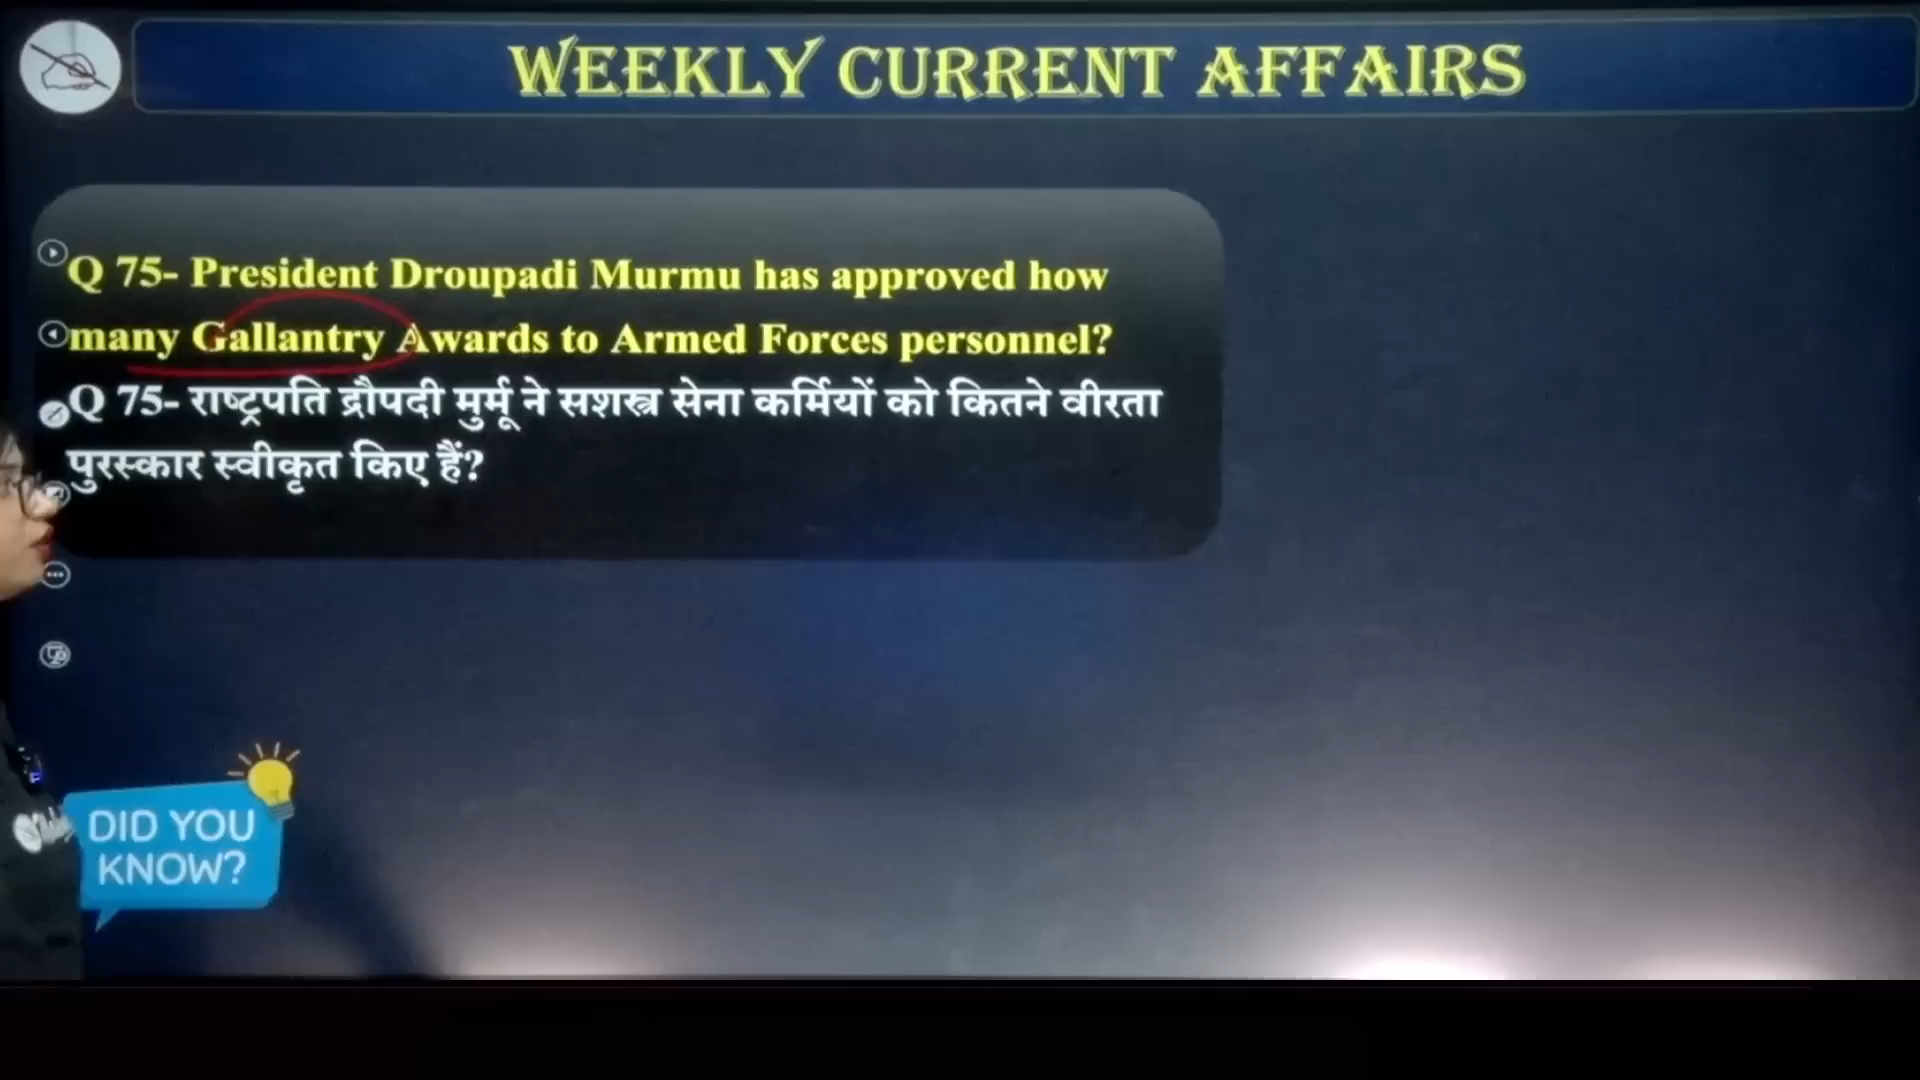 WEEKLY CURRENT AFFAIRS
Q 75- President Droupadi Murmu has approved how
many Gallantry Awards to Armed Forces personnel?
Q 75- राष्ट्रपति द्रौपदी मुर्मू ने सशस्त्र सेना कर्मियों को कितने वीरता
पुरस्कार स्वीकृत किए हैं?
DID YOU
KNOW?